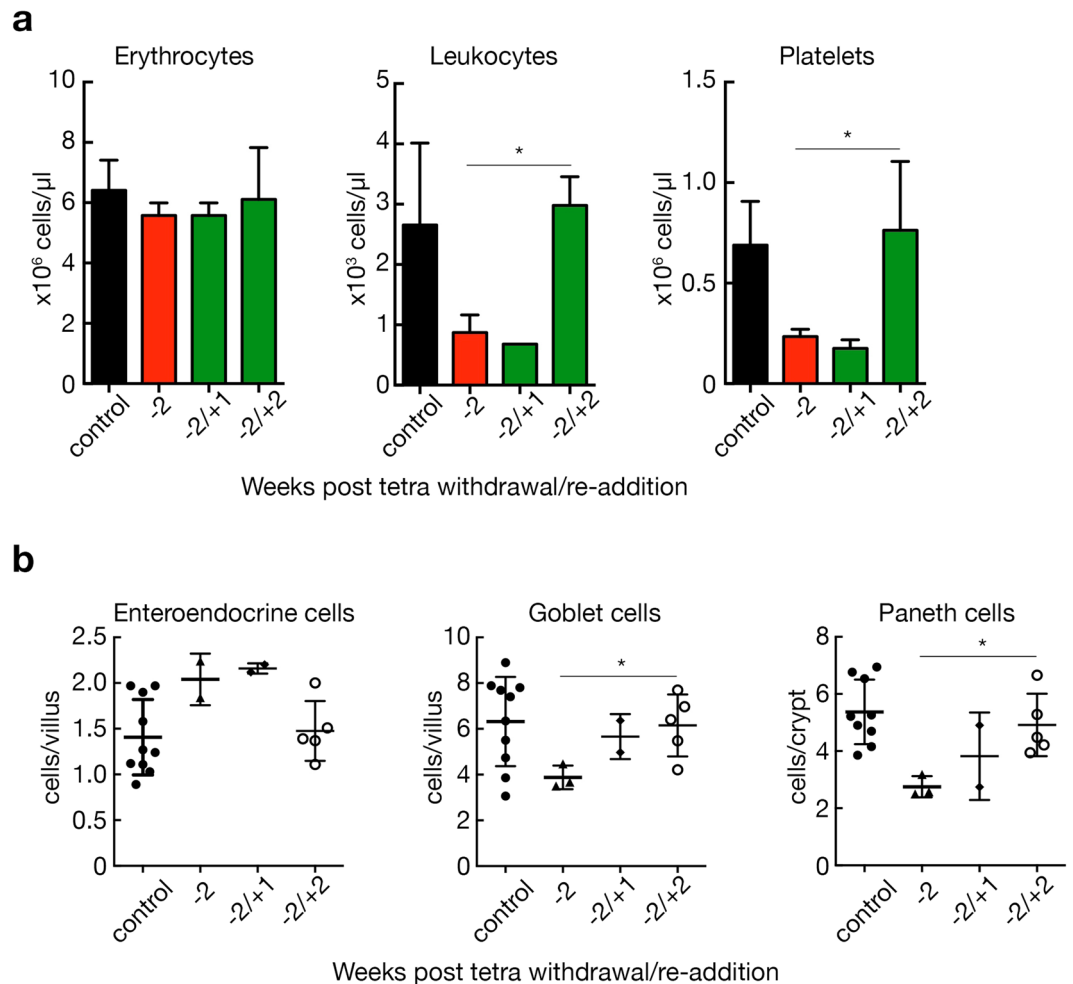 a
Erythrocytes
10
8
6
4
2
0
x10⁶ cells/µl
control
-2
-2/+1
-2/+2
Leukocytes
5
4
3
2
1
0
x10³ cells/µl
*
control
-2
-2/+1
-2/+2
Platelets
1.5
1.0
0.5
0
x10⁶ cells/µl
*
control
-2
-2/+1
-2/+2
Weeks post tetra withdrawal/re-addition
b
Enteroendocrine cells
2.5
2.0
1.5
1.0
0.5
0
cells/villus
control
-2
-2/+1
-2/+2
Goblet cells
10
8
6
4
2
0
cells/villus
*
control
-2
-2/+1
-2/+2
Paneth cells
8
6
4
2
0
cells/crypt
*
control
-2
-2/+1
-2/+2
Weeks post tetra withdrawal/re-addition